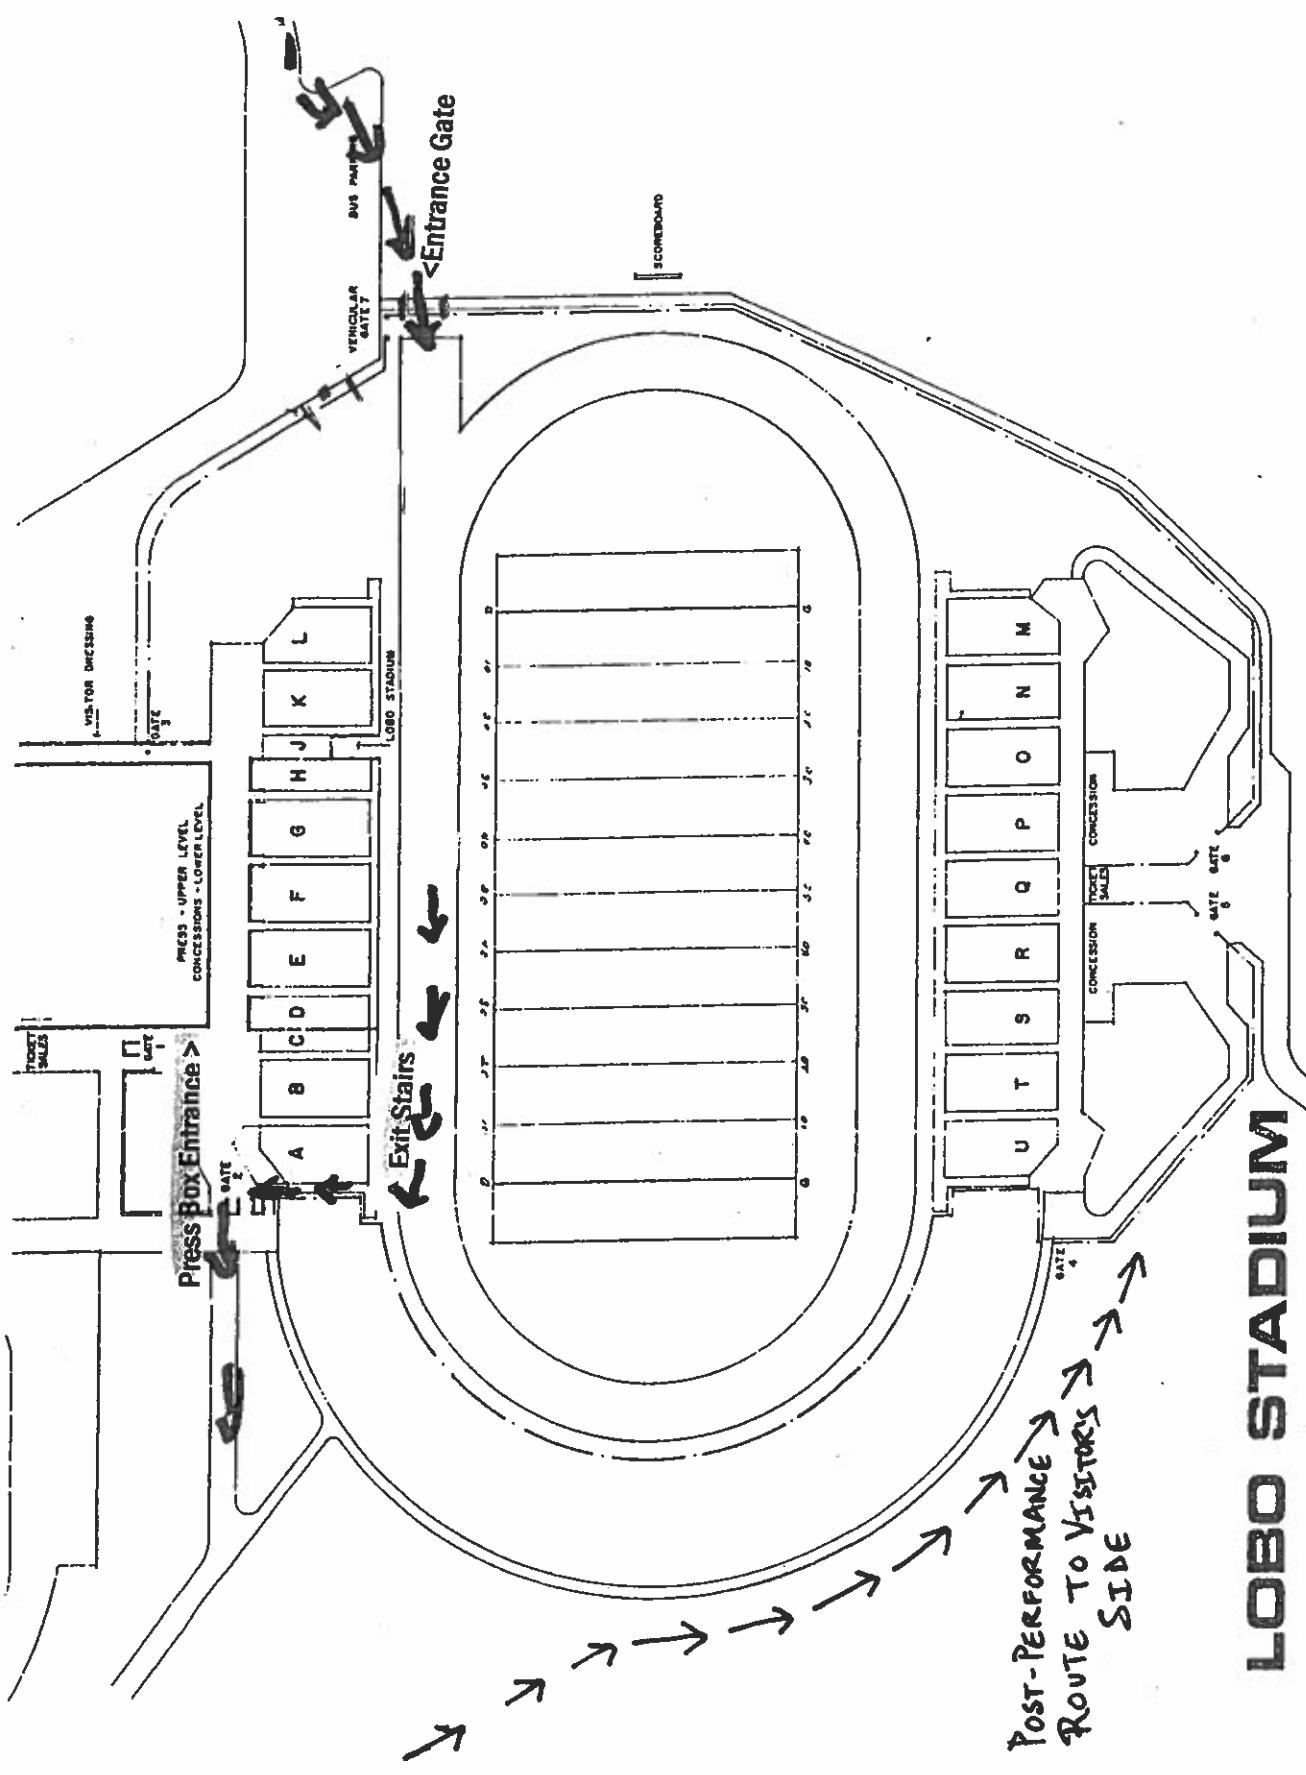 LOBO STADIUM
<Entrance Gate
BUS
VEHICULAR
GATE 7
SCOREBOARD
VISITOR DRESSING
GATE
3
LOBO STADIUM
PRESS - UPPER LEVEL
CONCESSIONS - LOWER LEVEL
TICKET
SALES
GATE
1
Press Box Entrance >
GATE
2
Exit Stairs
A
B
C
D
E
F
G
H
J
K
L
U
T
S
R
Q
P
O
N
M
CONCESSION
TICKET
SALES
CONCESSION
GATE
5
GATE
6
GATE
4
POST-PERFORMANCE
ROUTE TO VISITOR'S
SIDE